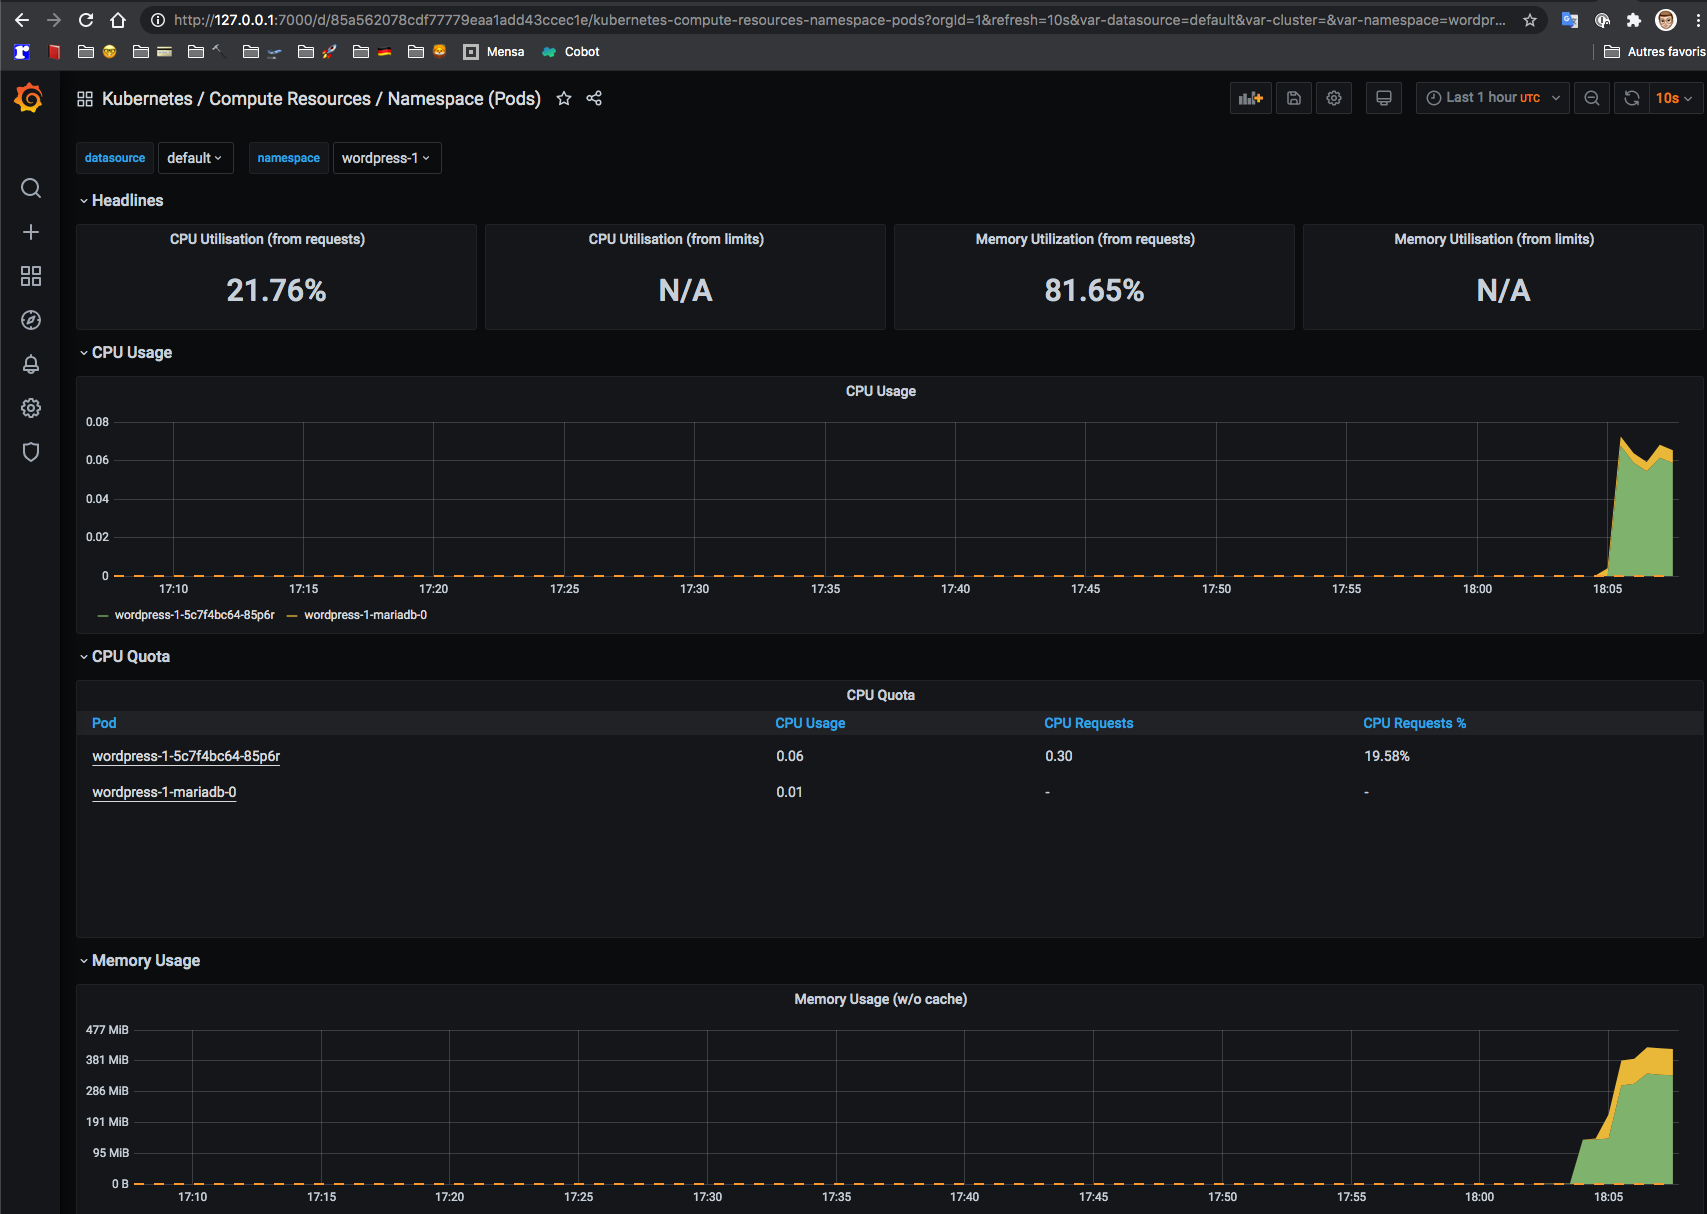 http://127.0.0.1:7000/d/85a562078cdf77779eaa1add43ccec1e/kubernetes-compute-resources-namespace-pods?orgId=1&refresh=10s&var-datasource=default&var-cluster=&var-namespace=wordpr...
Mensa Cobot Autres favoris
Kubernetes / Compute Resources / Namespace (Pods) Last 1 hour UTC 10s
datasource default namespace wordpress-1
Headlines
CPU Utilisation (from requests) CPU Utilisation (from limits) Memory Utilization (from requests) Memory Utilisation (from limits)
21.76% N/A 81.65% N/A
CPU Usage
CPU Usage
0.08
0.06
0.04
0.02
0
17:10 17:15 17:20 17:25 17:30 17:35 17:40 17:45 17:50 17:55 18:00 18:05
wordpress-1-5c7f4bc64-85p6r wordpress-1-mariadb-0
CPU Quota
CPU Quota
Pod CPU Usage CPU Requests CPU Requests %
wordpress-1-5c7f4bc64-85p6r 0.06 0.30 19.58%
wordpress-1-mariadb-0 0.01 - -
Memory Usage
Memory Usage (w/o cache)
477 MiB
381 MiB
286 MiB
191 MiB
95 MiB
0 B
17:10 17:15 17:20 17:25 17:30 17:35 17:40 17:45 17:50 17:55 18:00 18:05